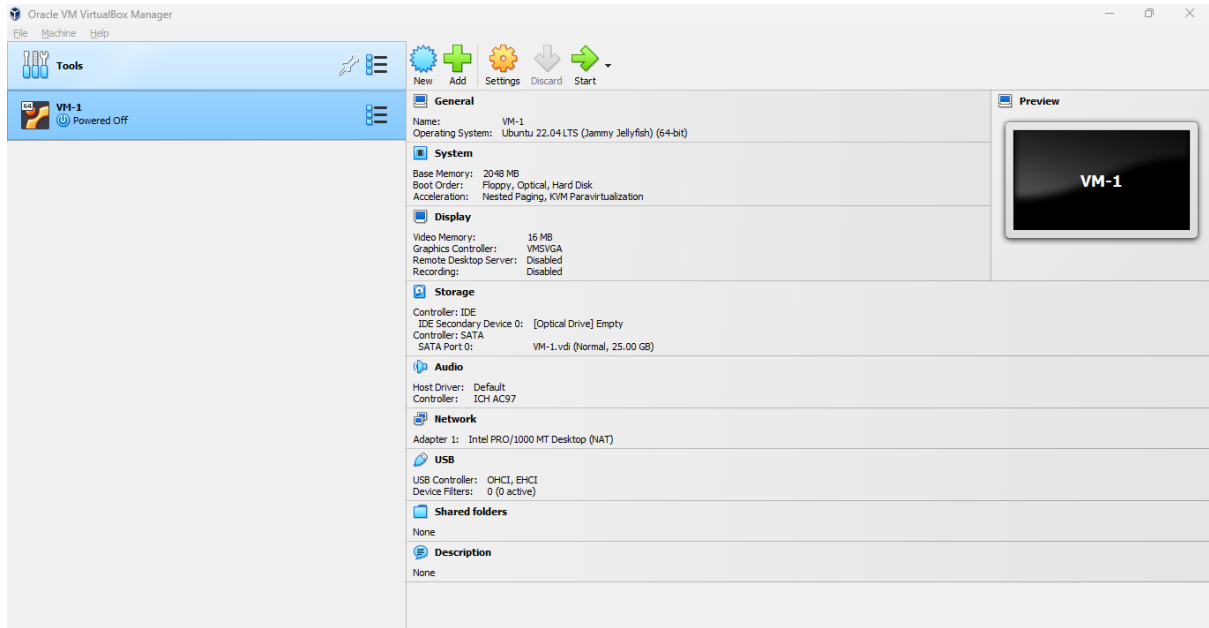 Oracle VM VirtualBox Manager
File Machine Help
Tools
New Add Settings Discard Start
64
VM-1
Powered Off
General
Name: VM-1
Operating System: Ubuntu 22.04 LTS (Jammy Jellyfish) (64-bit)
Preview
VM-1
System
Base Memory: 2048 MB
Boot Order: Floppy, Optical, Hard Disk
Acceleration: Nested Paging, KVM Paravirtualization
Display
Video Memory: 16 MB
Graphics Controller: VMSVGA
Remote Desktop Server: Disabled
Recording: Disabled
Storage
Controller: IDE
IDE Secondary Device 0: [Optical Drive] Empty
Controller: SATA
SATA Port 0: VM-1.vdi (Normal, 25.00 GB)
Audio
Host Driver: Default
Controller: ICH AC97
Network
Adapter 1: Intel PRO/1000 MT Desktop (NAT)
USB
USB Controller: OHCI, EHCI
Device Filters: 0 (0 active)
Shared folders
None
Description
None